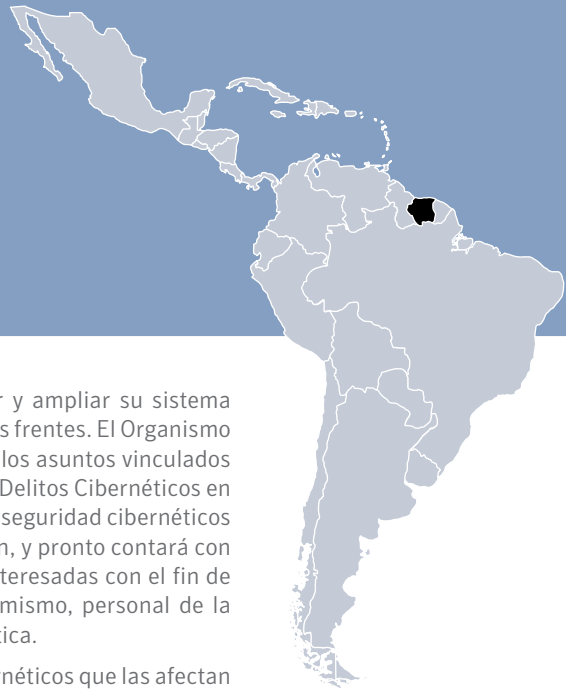 r y ampliar su sistema
s frentes. El Organismo
los asuntos vinculados
Delitos Cibernéticos en
seguridad cibernéticos
n, y pronto contará con
teresadas con el fin de
mismo, personal de la
tica.
rnéticos que las afectan